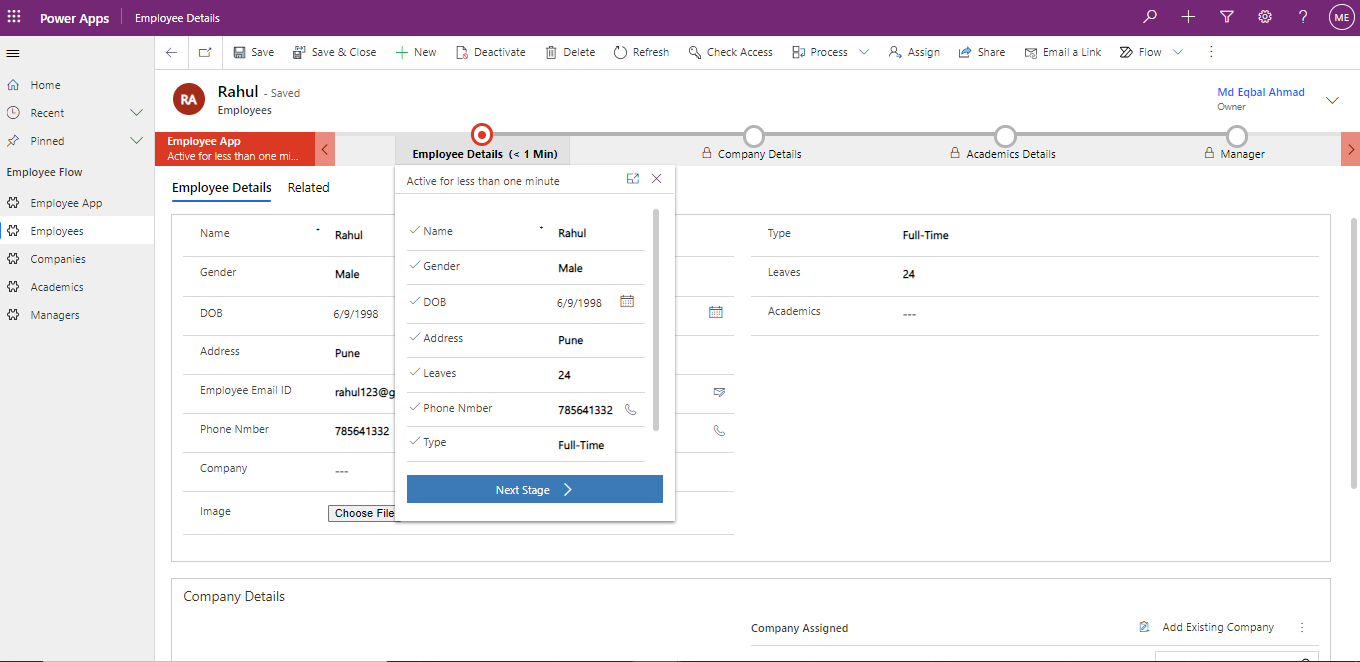 Power Apps Employee Details ? ME
Save Save & Close New Deactivate Delete Refresh Check Access Process Assign Share Email a Link Flow
Home
Recent
Pinned
Employee Flow
Employee App
Employees
Companies
Academics
Managers
RA
Rahul - Saved
Employees
Md Eqbal Ahmad
Owner
Employee App
Active for less than one mi...
Employee Details (< 1 Min)
Company Details
Academics Details
Manager
Employee Details Related
Name * Rahul
Gender Male
DOB 6/9/1998
Address Pune
Employee Email ID rahul123@g
Phone Nmber 785641332
Company ---
Image Choose File
Active for less than one minute
Name * Rahul
Gender Male
DOB 6/9/1998
Address Pune
Leaves 24
Phone Nmber 785641332
Type Full-Time
Next Stage
Type Full-Time
Leaves 24
Academics ---
Company Details
Company Assigned
Add Existing Company